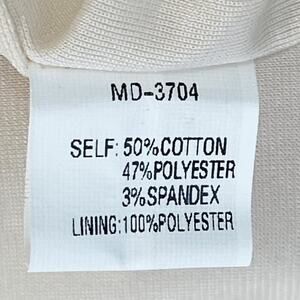 MD-3704
SELF: 50%COTTON
47%POLYESTER
3%SPANDEX
LINING:100%POLYESTER